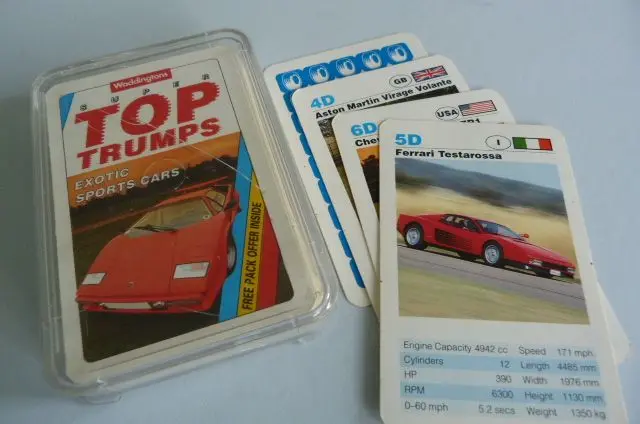 Waddingtons
SUPER
TOP
TRUMPS
EXOTIC
SPORTS CARS
FREE PACK OFFER INSIDE
4D GB
Aston Martin Virage Volante
6D USA
Che ZR1
5D I
Ferrari Testarossa
Engine Capacity 4942 cc Speed 171 mph
Cylinders 12 Length 4485 mm
HP 390 Width 1976 mm
RPM 6300 Height 1130 mm
0–60 mph 5.2 secs Weight 1350 kg